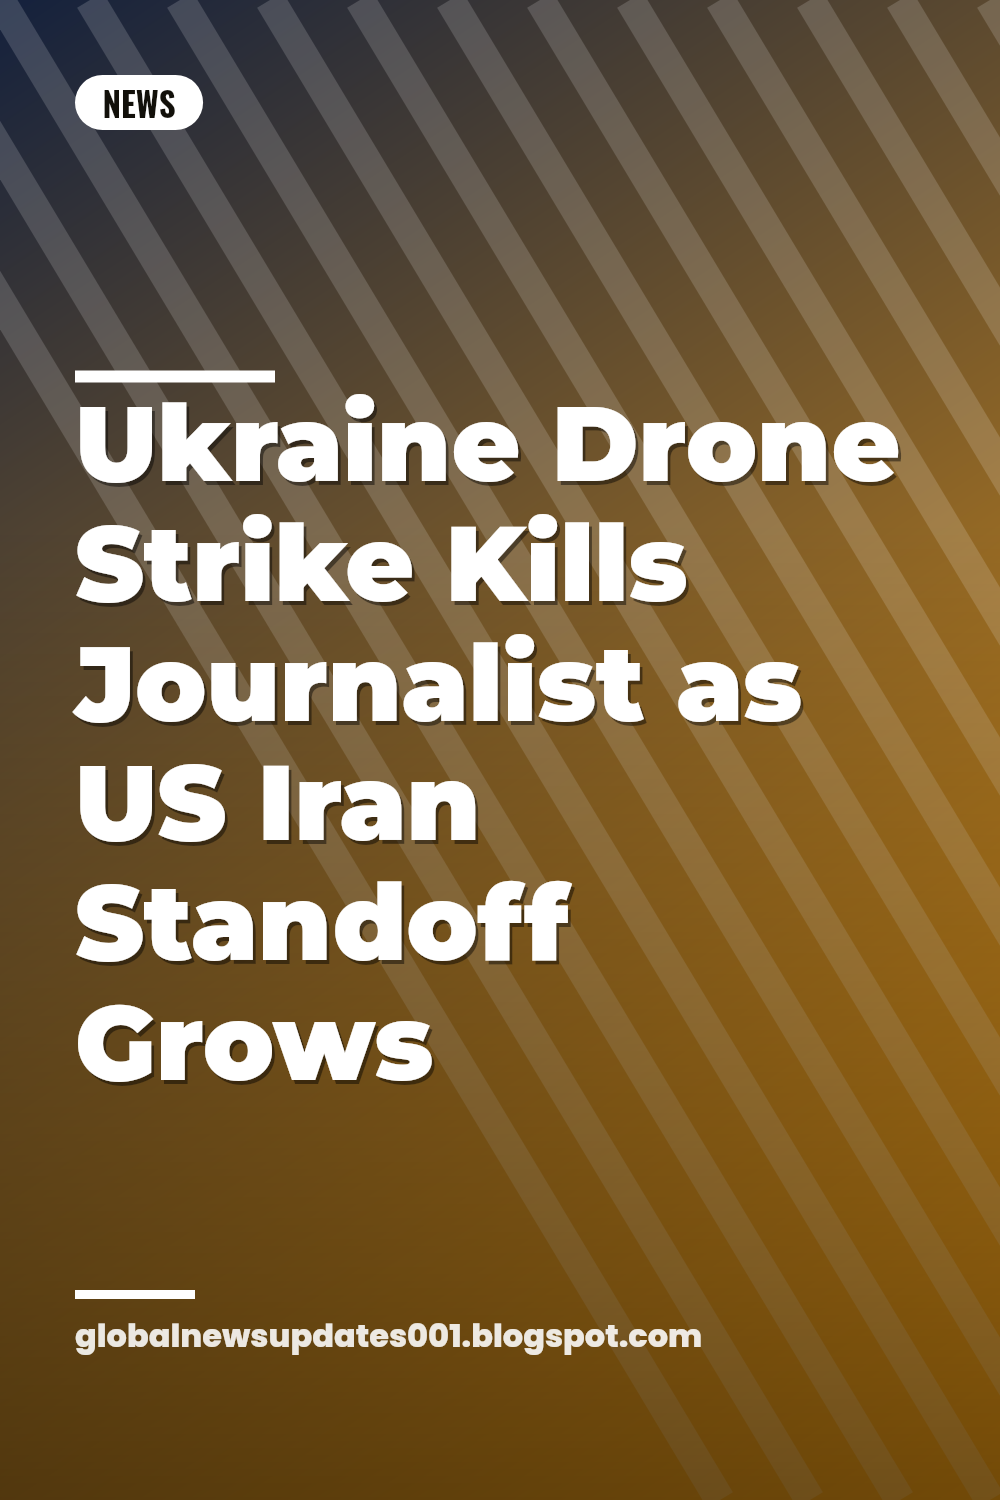 NEWS
Ukraine Drone
Strike Kills
Journalist as
US Iran
Standoff
Grows
globalnewsupdates001.blogspot.com